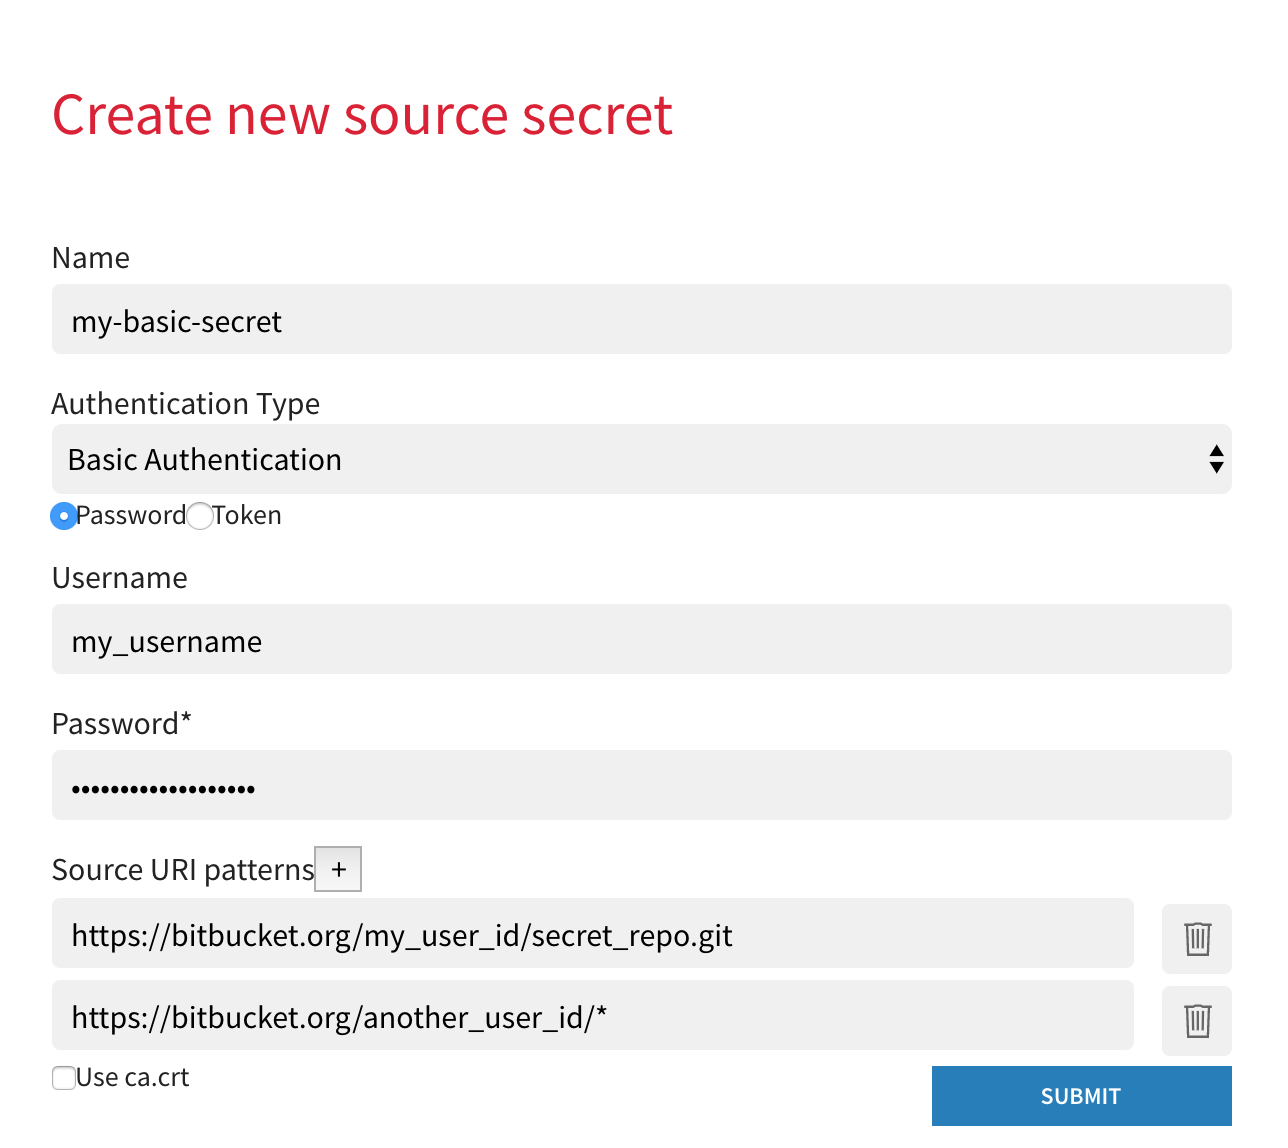 Create new source secret
Name
my-basic-secret
Authentication Type
Basic Authentication
Password Token
Username
my_username
Password*
•••••••••••••••••••
Source URI patterns +
https://bitbucket.org/my_user_id/secret_repo.git
https://bitbucket.org/another_user_id/*
Use ca.crt
SUBMIT